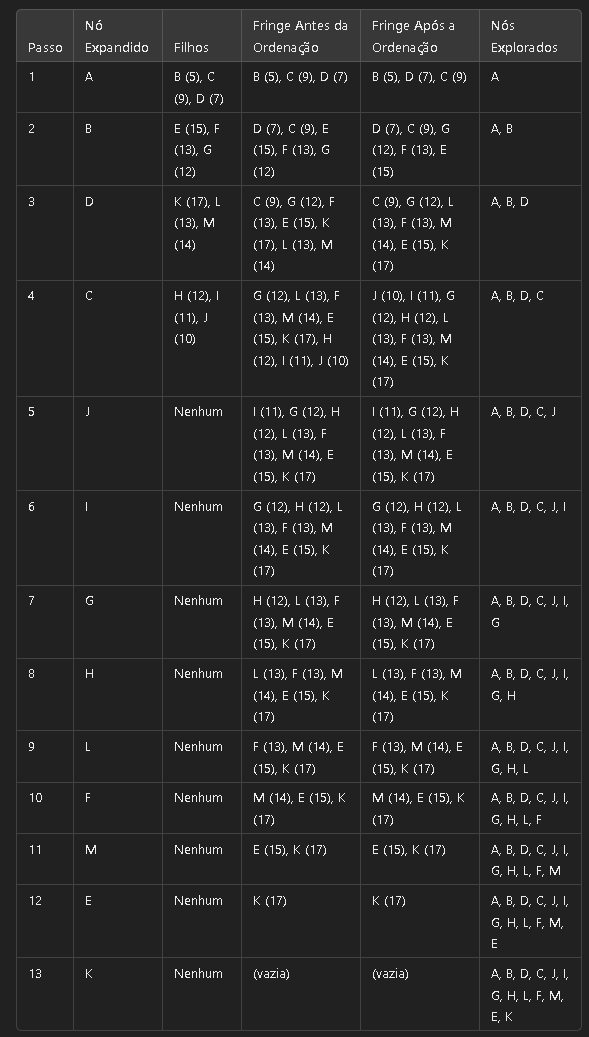 Passo
Nó
Expandido
Filhos
Fringe Antes da
Ordenação
Fringe Após a
Ordenação
Nós
Explorados
1
A
B (5), C
(9), D (7)
B (5), C (9), D (7)
B (5), D (7), C (9)
A
2
B
E (15), F
(13), G
(12)
D (7), C (9), E
(15), F (13), G
(12)
D (7), C (9), G
(12), F (13), E
(15)
A, B
3
D
K (17), L
(13), M
(14)
C (9), G (12), F
(13), E (15), K
(17), L (13), M
(14)
C (9), G (12), L
(13), F (13), M
(14), E (15), K
(17)
A, B, D
4
C
H (12), I
(11), J
(10)
G (12), L (13), F
(13), M (14), E
(15), K (17), H
(12), I (11), J (10)
J (10), I (11), G
(12), H (12), L
(13), F (13), M
(14), E (15), K
(17)
A, B, D, C
5
J
Nenhum
I (11), G (12), H
(12), L (13), F
(13), M (14), E
(15), K (17)
I (11), G (12), H
(12), L (13), F
(13), M (14), E
(15), K (17)
A, B, D, C, J
6
I
Nenhum
G (12), H (12), L
(13), F (13), M
(14), E (15), K
(17)
G (12), H (12), L
(13), F (13), M
(14), E (15), K
(17)
A, B, D, C, J, I
7
G
Nenhum
H (12), L (13), F
(13), M (14), E
(15), K (17)
H (12), L (13), F
(13), M (14), E
(15), K (17)
A, B, D, C, J, I,
G
8
H
Nenhum
L (13), F (13), M
(14), E (15), K
(17)
L (13), F (13), M
(14), E (15), K
(17)
A, B, D, C, J, I,
G, H
9
L
Nenhum
F (13), M (14), E
(15), K (17)
F (13), M (14), E
(15), K (17)
A, B, D, C, J, I,
G, H, L
10
F
Nenhum
M (14), E (15), K
(17)
M (14), E (15), K
(17)
A, B, D, C, J, I,
G, H, L, F
11
M
Nenhum
E (15), K (17)
E (15), K (17)
A, B, D, C, J, I,
G, H, L, F, M
12
E
Nenhum
K (17)
K (17)
A, B, D, C, J, I,
G, H, L, F, M,
E
13
K
Nenhum
(vazia)
(vazia)
A, B, D, C, J, I,
G, H, L, F, M,
E, K